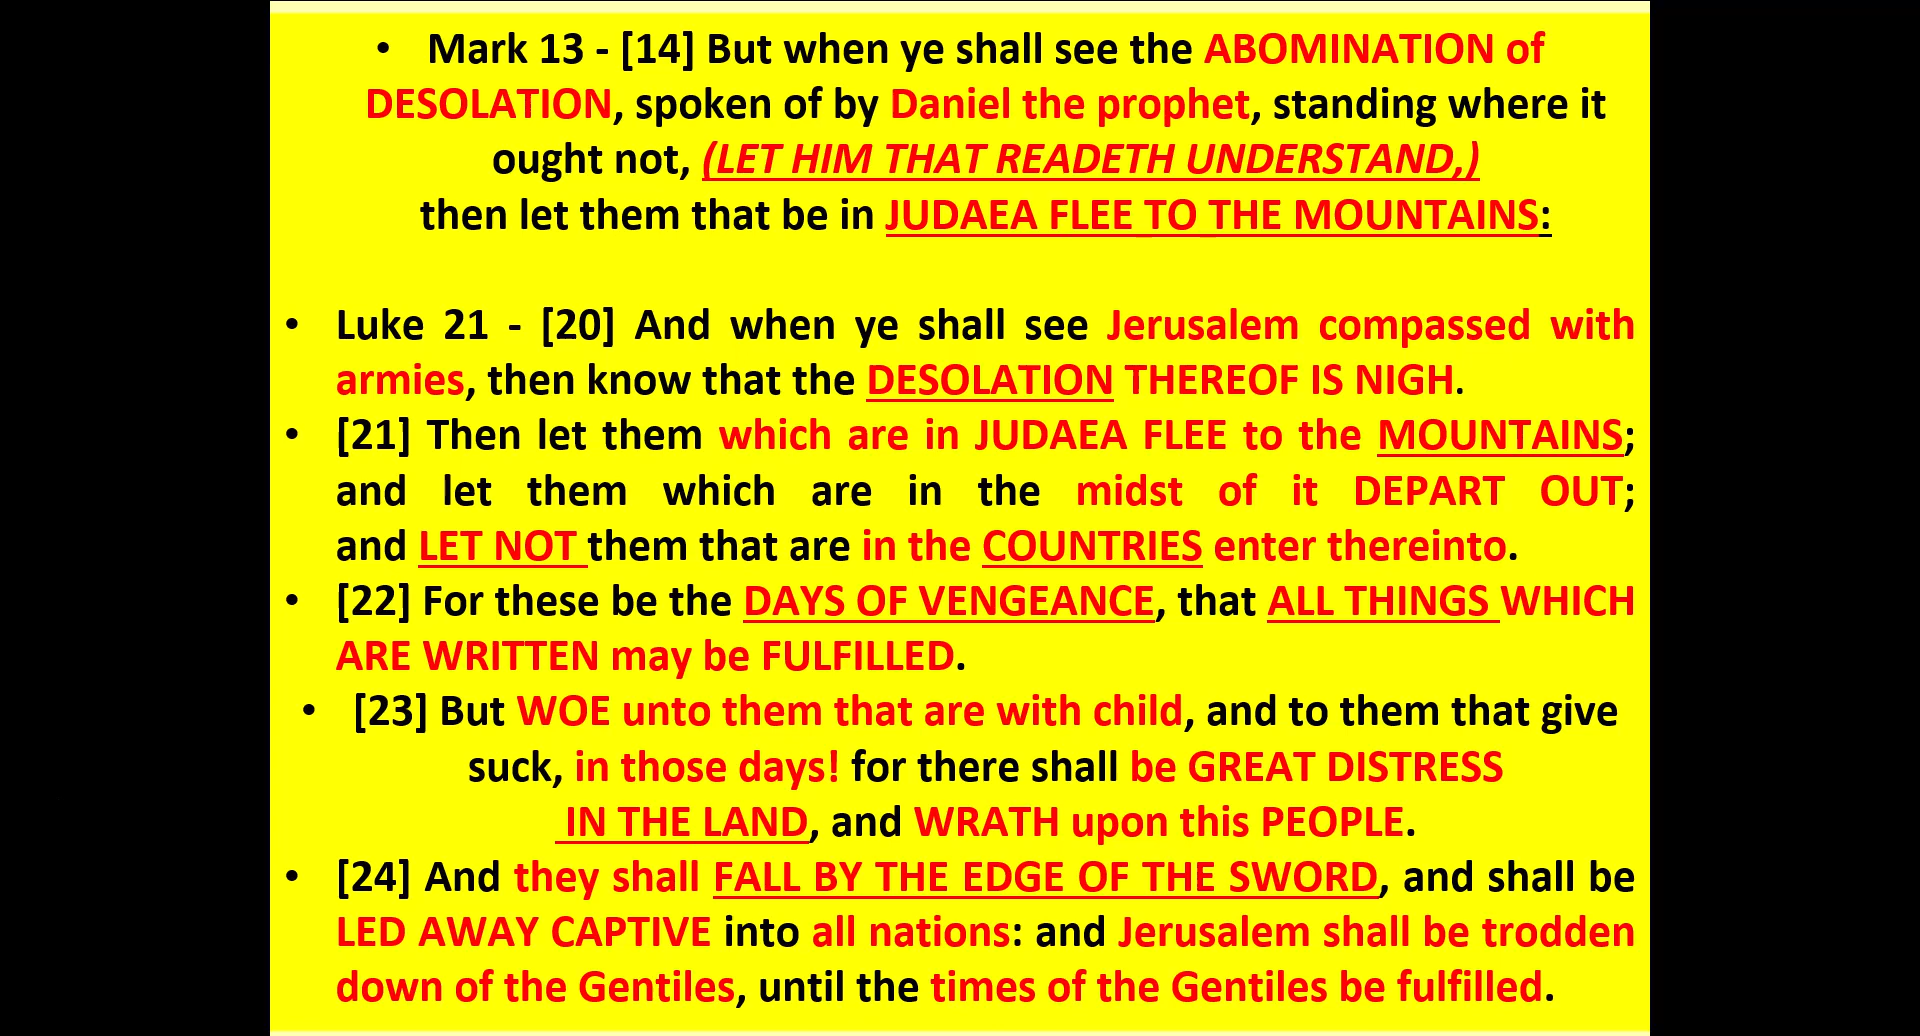 • Mark 13 - [14] But when ye shall see the ABOMINATION of
DESOLATION, spoken of by Daniel the prophet, standing where it
ought not, (LET HIM THAT READETH UNDERSTAND,)
then let them that be in JUDAEA FLEE TO THE MOUNTAINS:
• Luke 21 - [20] And when ye shall see Jerusalem compassed with
armies, then know that the DESOLATION THEREOF IS NIGH.
• [21] Then let them which are in JUDAEA FLEE to the MOUNTAINS;
and let them which are in the midst of it DEPART OUT;
and LET NOT them that are in the COUNTRIES enter thereinto.
• [22] For these be the DAYS OF VENGEANCE, that ALL THINGS WHICH
ARE WRITTEN may be FULFILLED.
• [23] But WOE unto them that are with child, and to them that give
suck, in those days! for there shall be GREAT DISTRESS
IN THE LAND, and WRATH upon this PEOPLE.
• [24] And they shall FALL BY THE EDGE OF THE SWORD, and shall be
LED AWAY CAPTIVE into all nations: and Jerusalem shall be trodden
down of the Gentiles, until the times of the Gentiles be fulfilled.